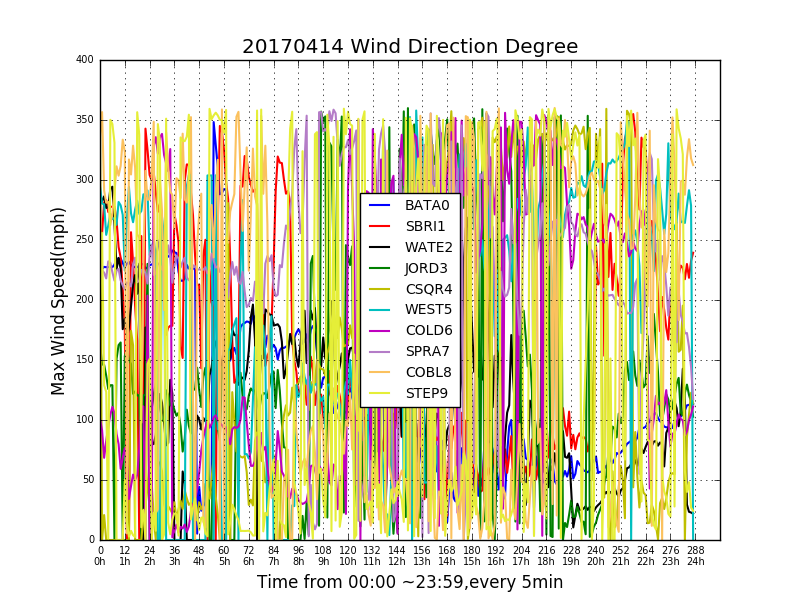 20170414 Wind Direction Degree
Max Wind Speed(mph)
400
350
300
250
200
150
100
50
0
BATA0
SBRI1
WATE2
JORD3
CSQR4
WEST5
COLD6
SPRA7
COBL8
STEP9
0 12 24 36 48 60 72 84 96 108 120 132 144 156 168 180 192 204 216 228 240 252 264 276 288
0h 1h 2h 3h 4h 5h 6h 7h 8h 9h 10h 11h 12h 13h 14h 15h 16h 17h 18h 19h 20h 21h 22h 23h 24h
Time from 00:00 ~23:59,every 5min